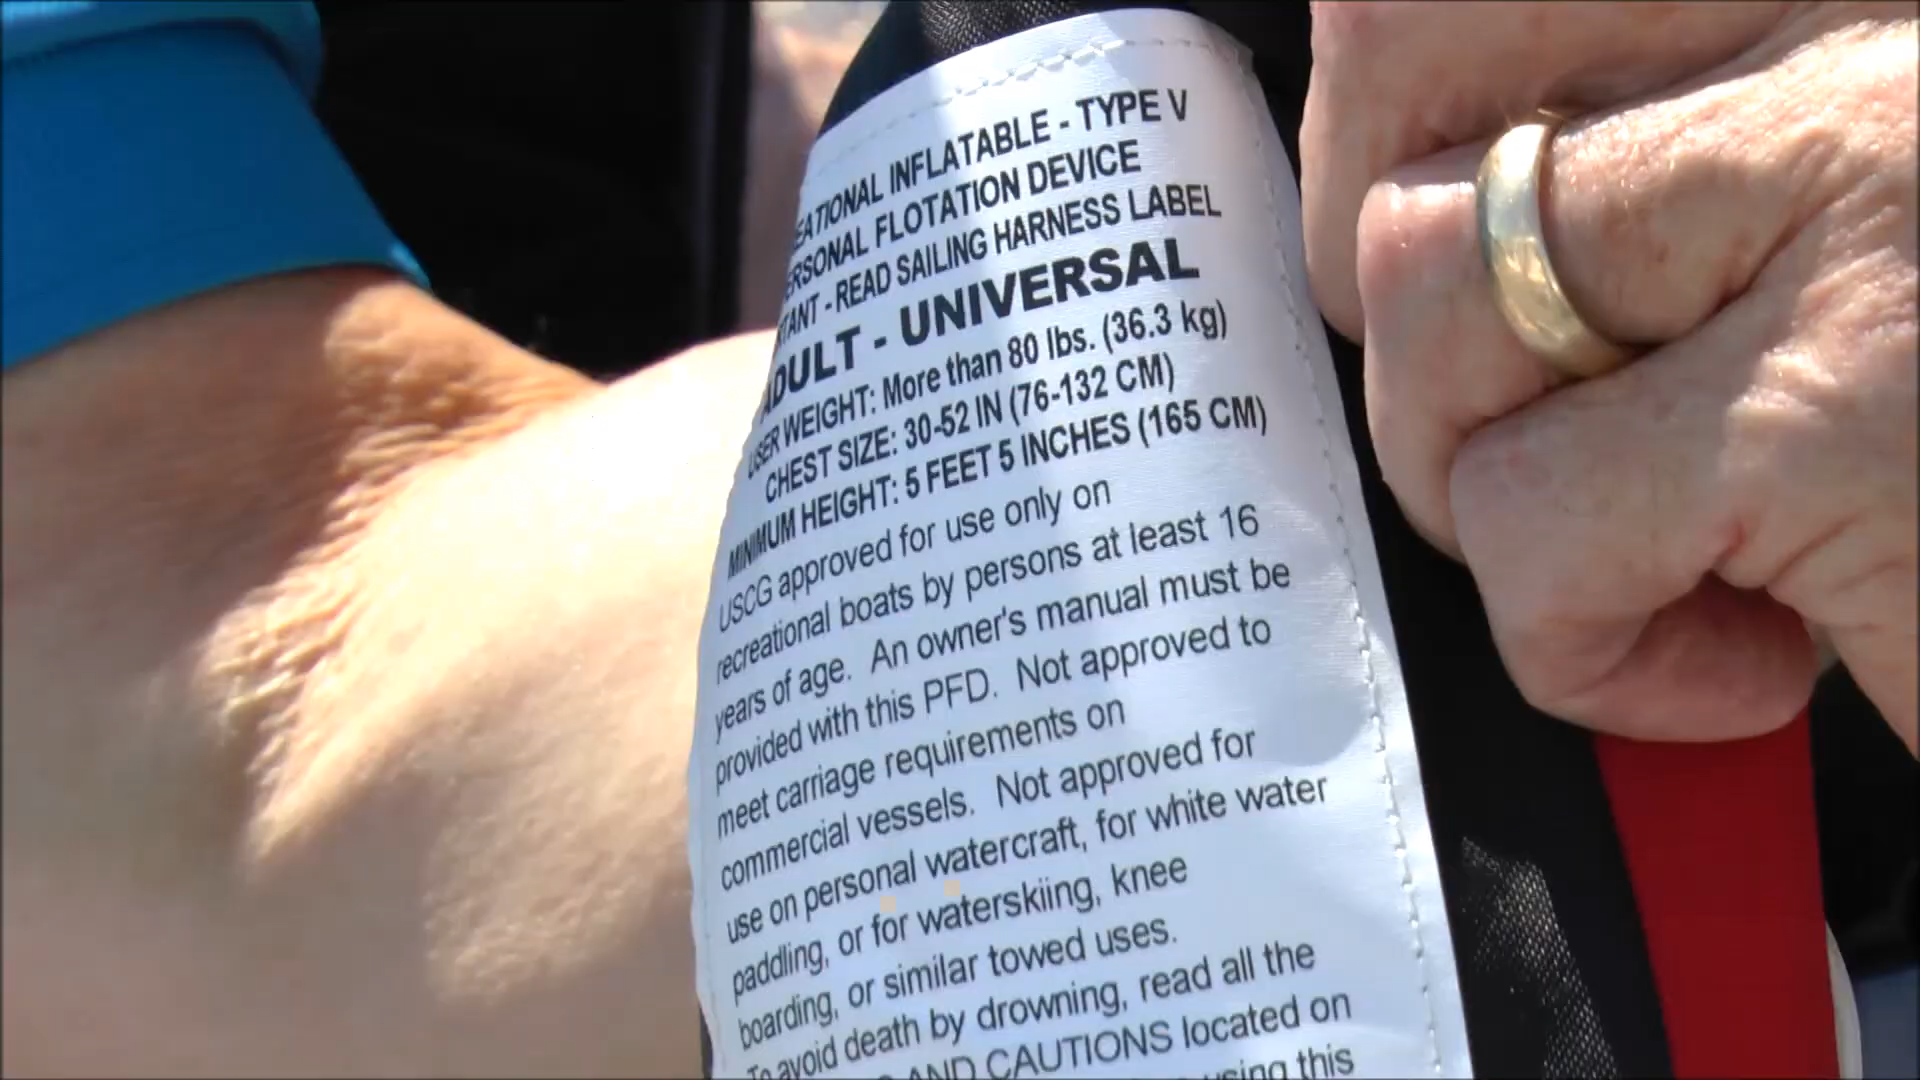 EATIONAL INFLATABLE - TYPE V
ERSONAL FLOTATION DEVICE
TANT - READ SAILING HARNESS LABEL
ADULT - UNIVERSAL
USER WEIGHT: More than 80 lbs. (36.3 kg)
CHEST SIZE: 30-52 IN (76-132 CM)
MINIMUM HEIGHT: 5 FEET 5 INCHES (165 CM)
USCG approved for use only on
recreational boats by persons at least 16
years of age. An owner's manual must be
provided with this PFD. Not approved to
meet carriage requirements on
commercial vessels. Not approved for
use on personal watercraft, for white water
paddling, or for waterskiing, knee
boarding, or similar towed uses.
To avoid death by drowning, read all the
AND CAUTIONS located on
using this